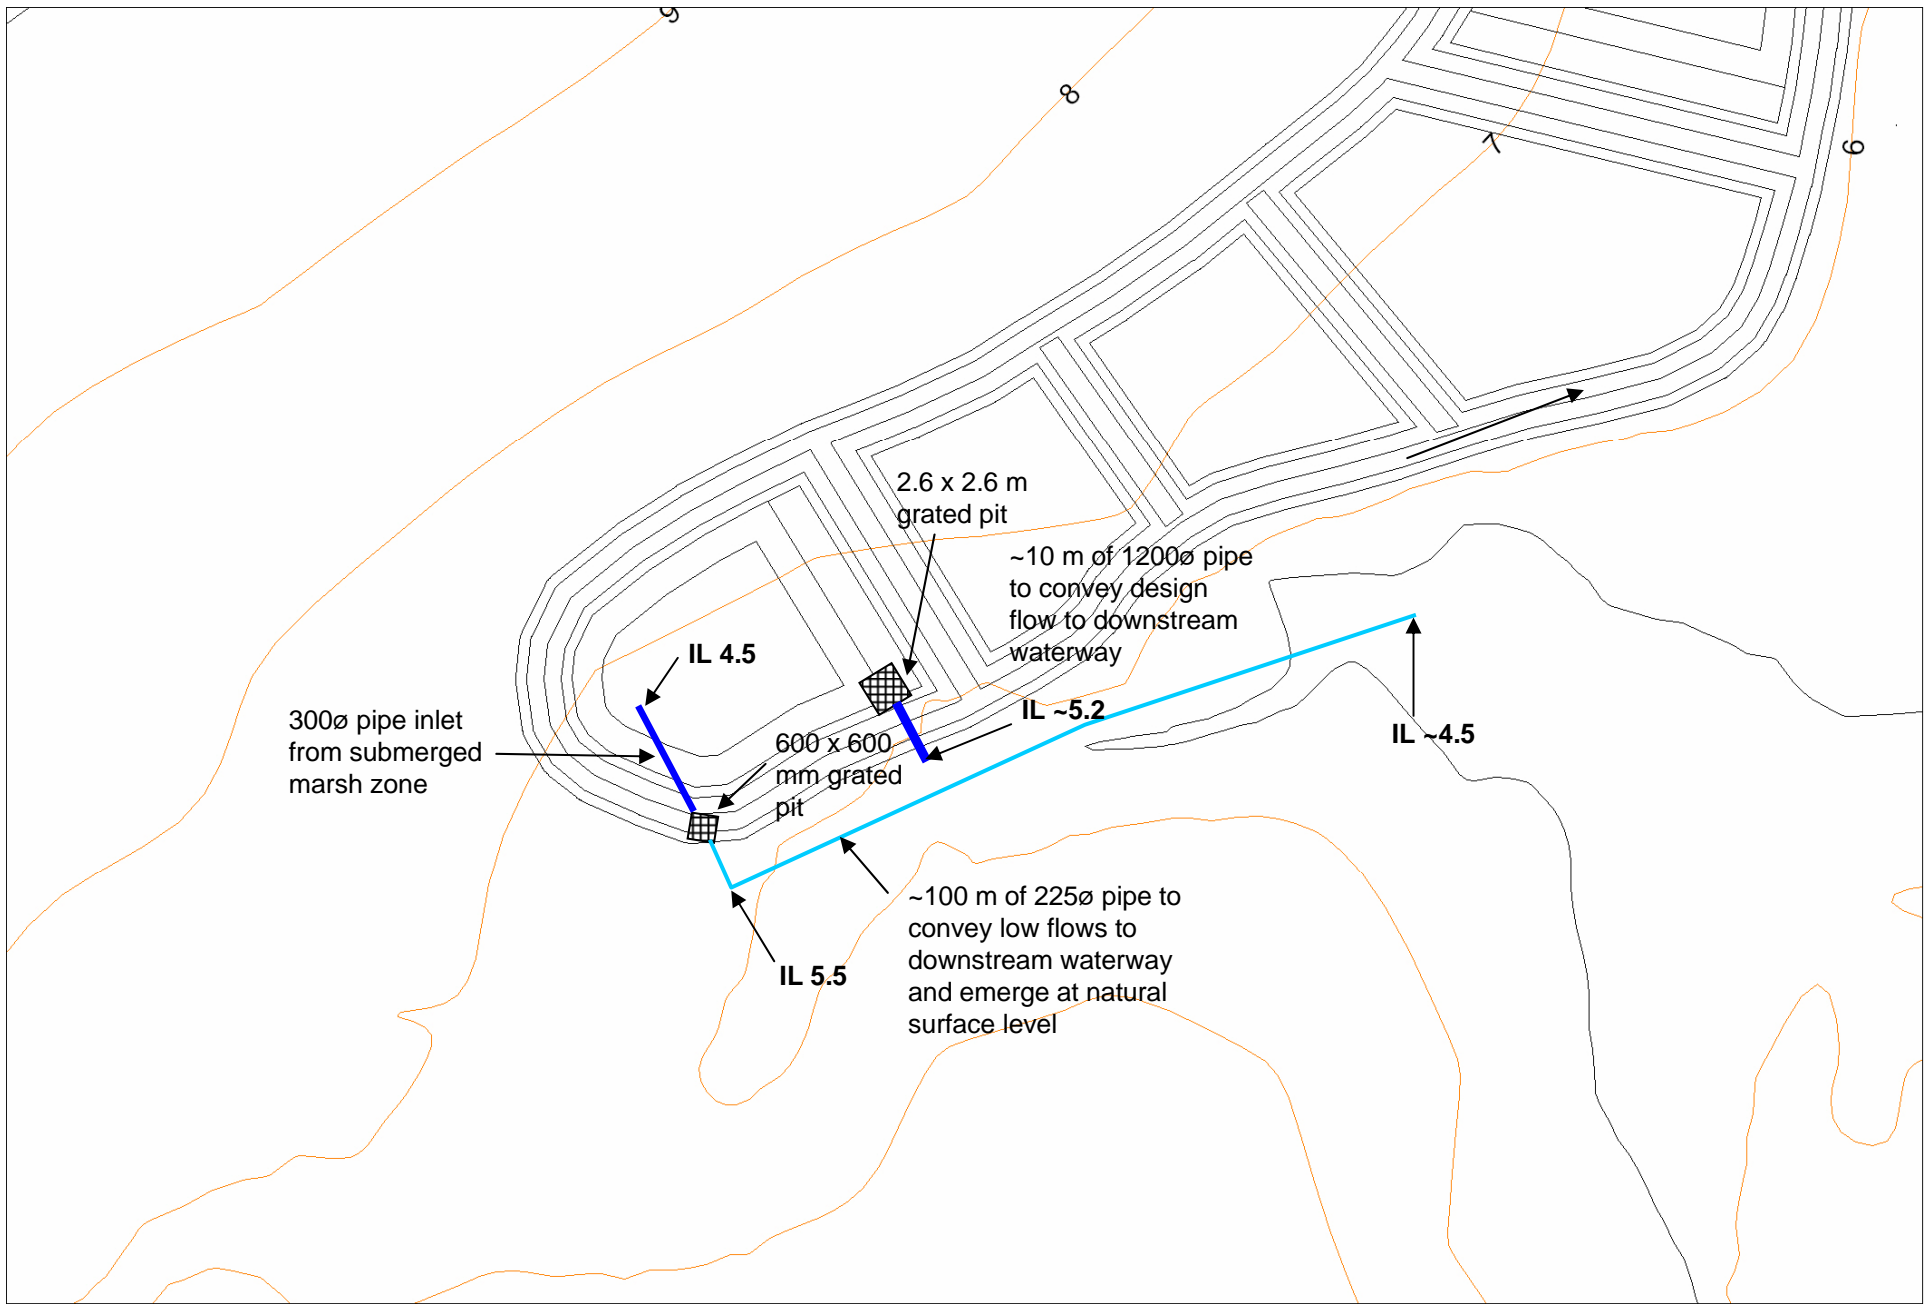 9
8
7
6
2.6 x 2.6 m
grated pit
~10 m of 1200ø pipe
to convey design
flow to downstream
waterway
IL 4.5
300ø pipe inlet
from submerged
marsh zone
IL ~5.2
600 x 600
mm grated
pit
IL ~4.5
~100 m of 225ø pipe to
convey low flows to
downstream waterway
and emerge at natural
surface level
IL 5.5